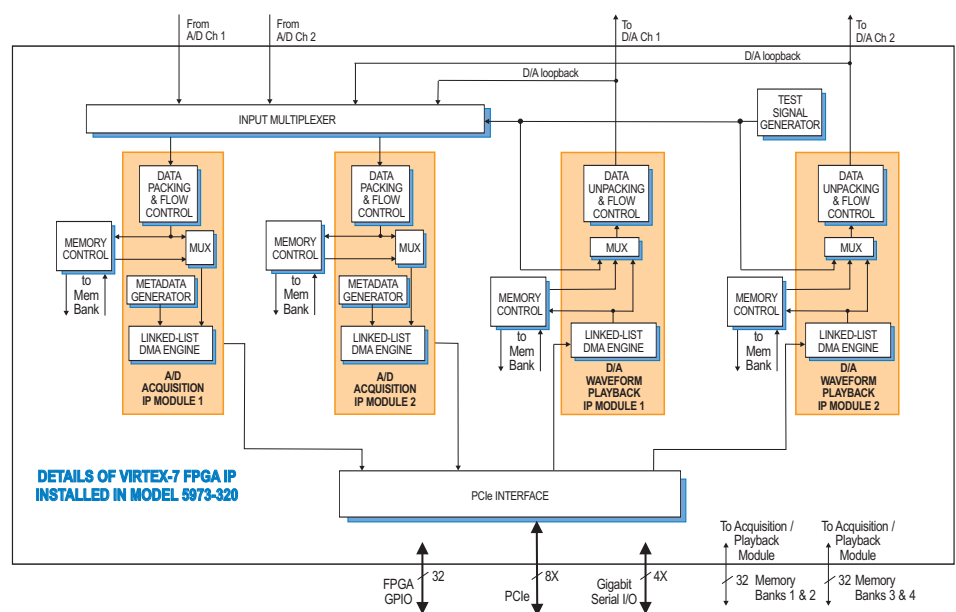 From
A/D Ch 1
From
A/D Ch 2
To
D/A Ch 1
To
D/A Ch 2
D/A loopback
D/A loopback
INPUT MULTIPLEXER
TEST
SIGNAL
GENERATOR
DATA
PACKING
& FLOW
CONTROL
MEMORY
CONTROL
MUX
to
Mem
Bank
METADATA
GENERATOR
LINKED-LIST
DMA ENGINE
A/D
ACQUISITION
IP MODULE 1
DATA
PACKING
& FLOW
CONTROL
MEMORY
CONTROL
MUX
to
Mem
Bank
METADATA
GENERATOR
LINKED-LIST
DMA ENGINE
A/D
ACQUISITION
IP MODULE 2
DATA
UNPACKING
& FLOW
CONTROL
MUX
MEMORY
CONTROL
to
Mem
Bank
LINKED-LIST
DMA ENGINE
D/A
WAVEFORM
PLAYBACK
IP MODULE 1
DATA
UNPACKING
& FLOW
CONTROL
MUX
MEMORY
CONTROL
to
Mem
Bank
LINKED-LIST
DMA ENGINE
D/A
WAVEFORM
PLAYBACK
IP MODULE 2
DETAILS OF VIRTEX-7 FPGA IP
INSTALLED IN MODEL 5973-320
PCIe INTERFACE
To Acquisition /
Playback
Module
To Acquisition /
Playback
Module
32
FPGA
GPIO
8X
PCIe
4X
Gigabit
Serial I/O
32 Memory
Banks 1 & 2
32 Memory
Banks 3 & 4